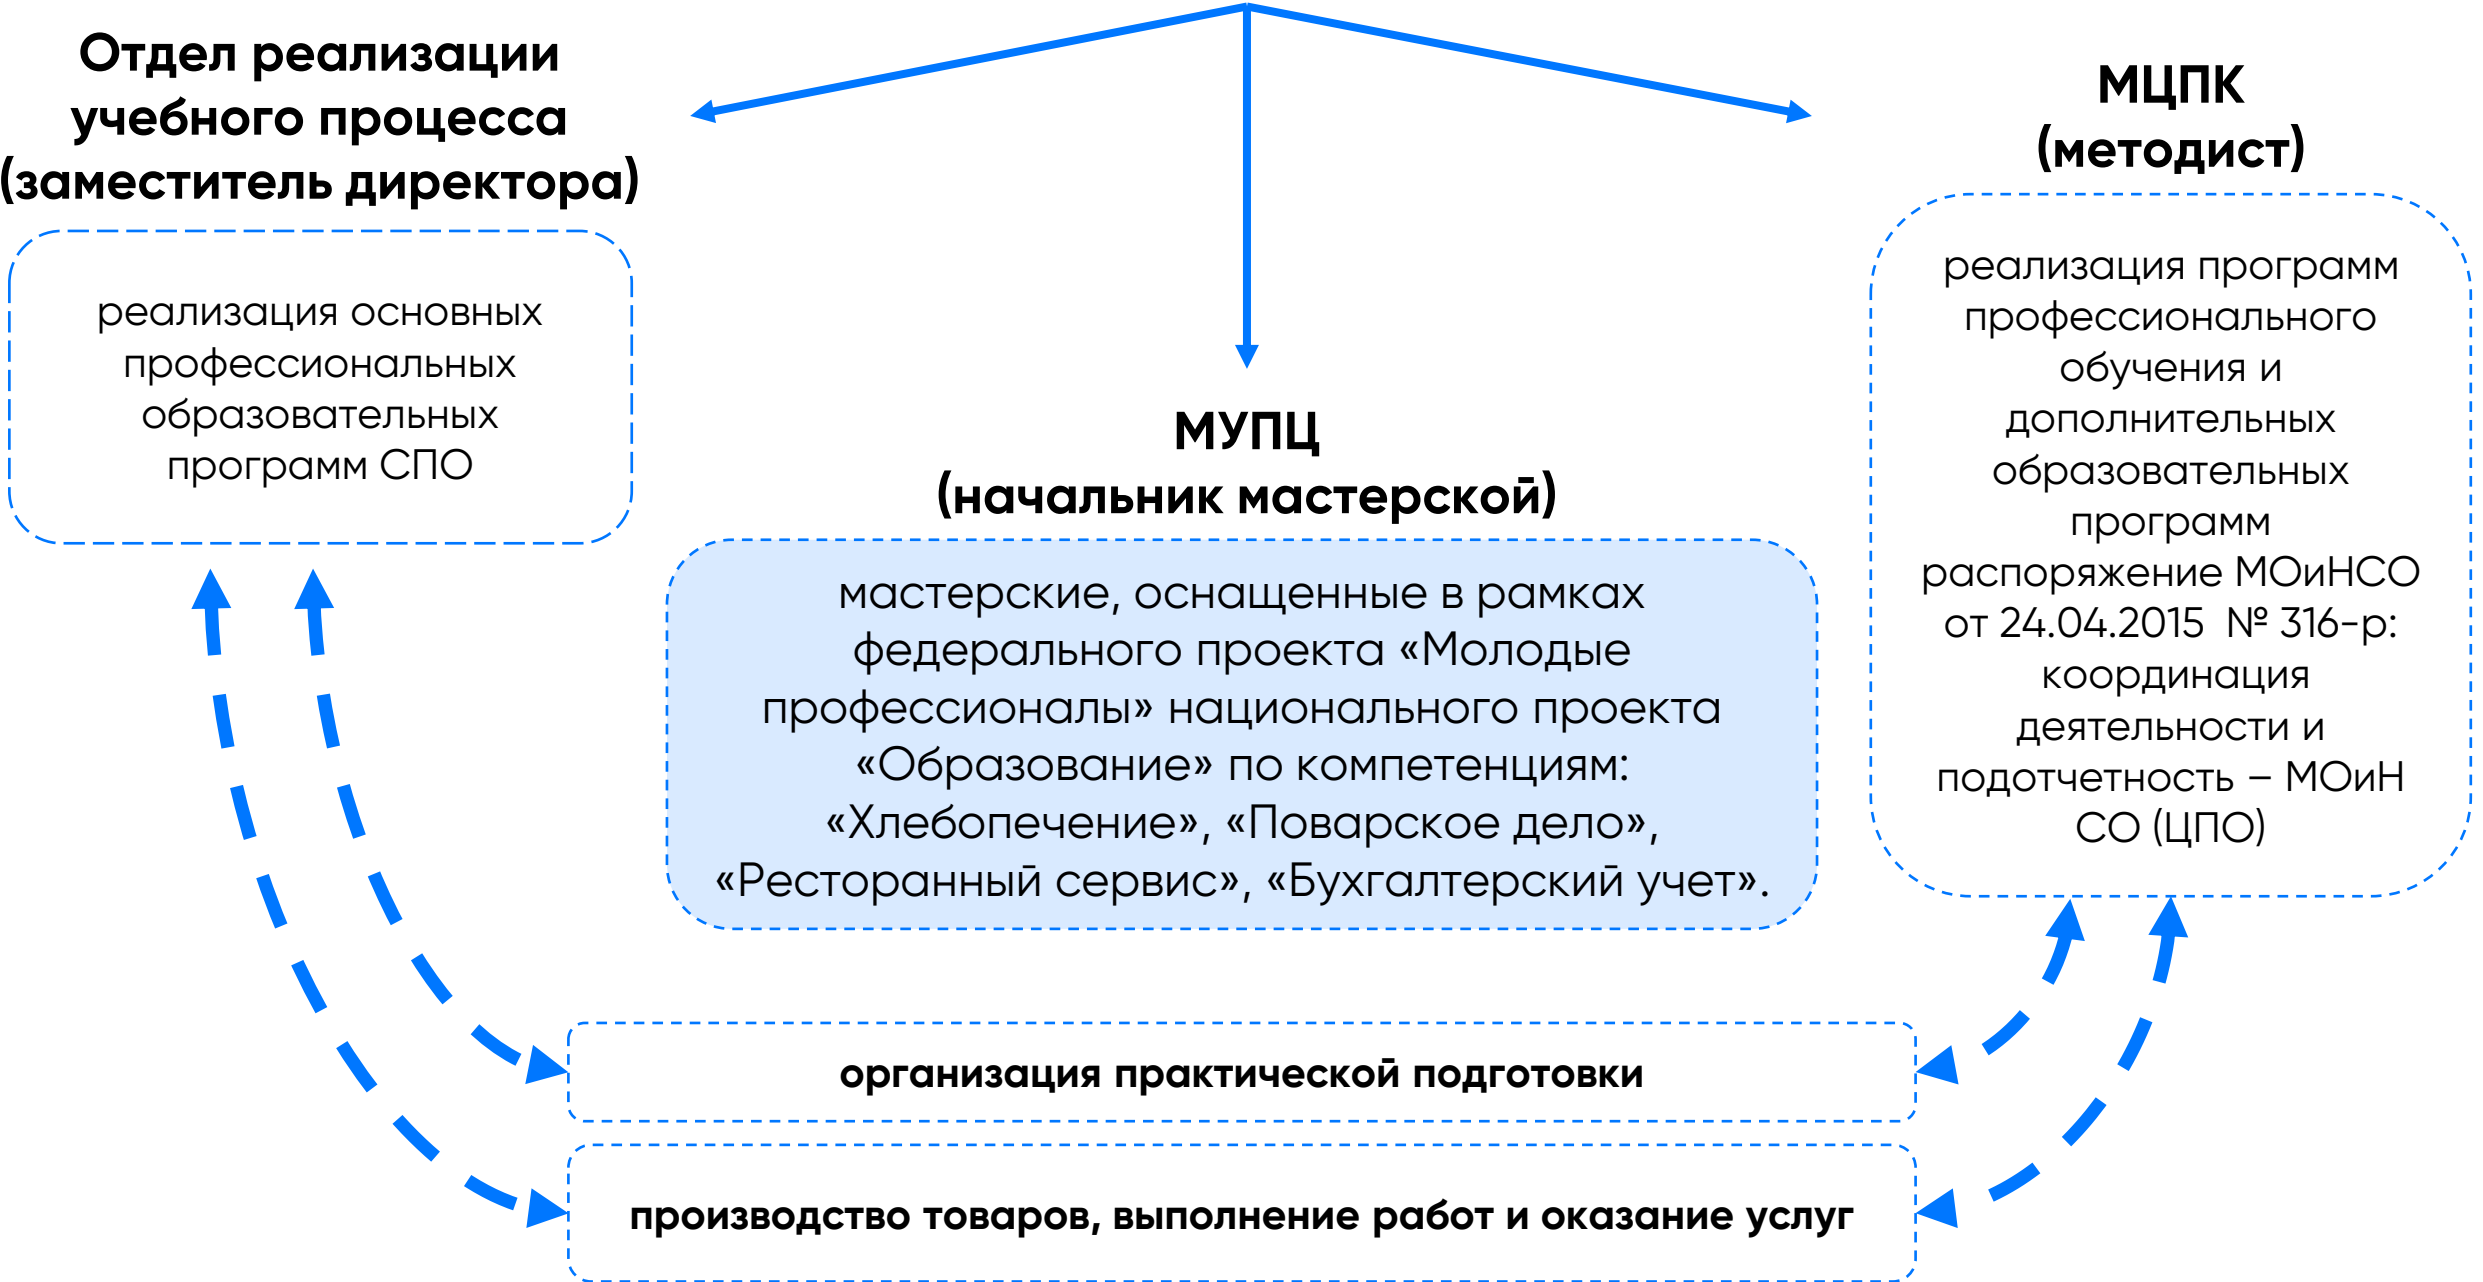 Отдел реализации
учебного процесса
(заместитель директора)
реализация основных
профессиональных
образовательных
программ СПО
МУПЦ
(начальник мастерской)
мастерские, оснащенные в рамках
федерального проекта «Молодые
профессионалы» национального проекта
«Образование» по компетенциям:
«Хлебопечение», «Поварское дело»,
«Ресторанный сервис», «Бухгалтерский учет».
МЦПК
(методист)
реализация программ
профессионального
обучения и
дополнительных
образовательных
программ
распоряжение МОиНСО
от 24.04.2015 № 316-р:
координация
деятельности и
подотчетность – МОиН
СО (ЦПО)
организация практической подготовки
производство товаров, выполнение работ и оказание услуг